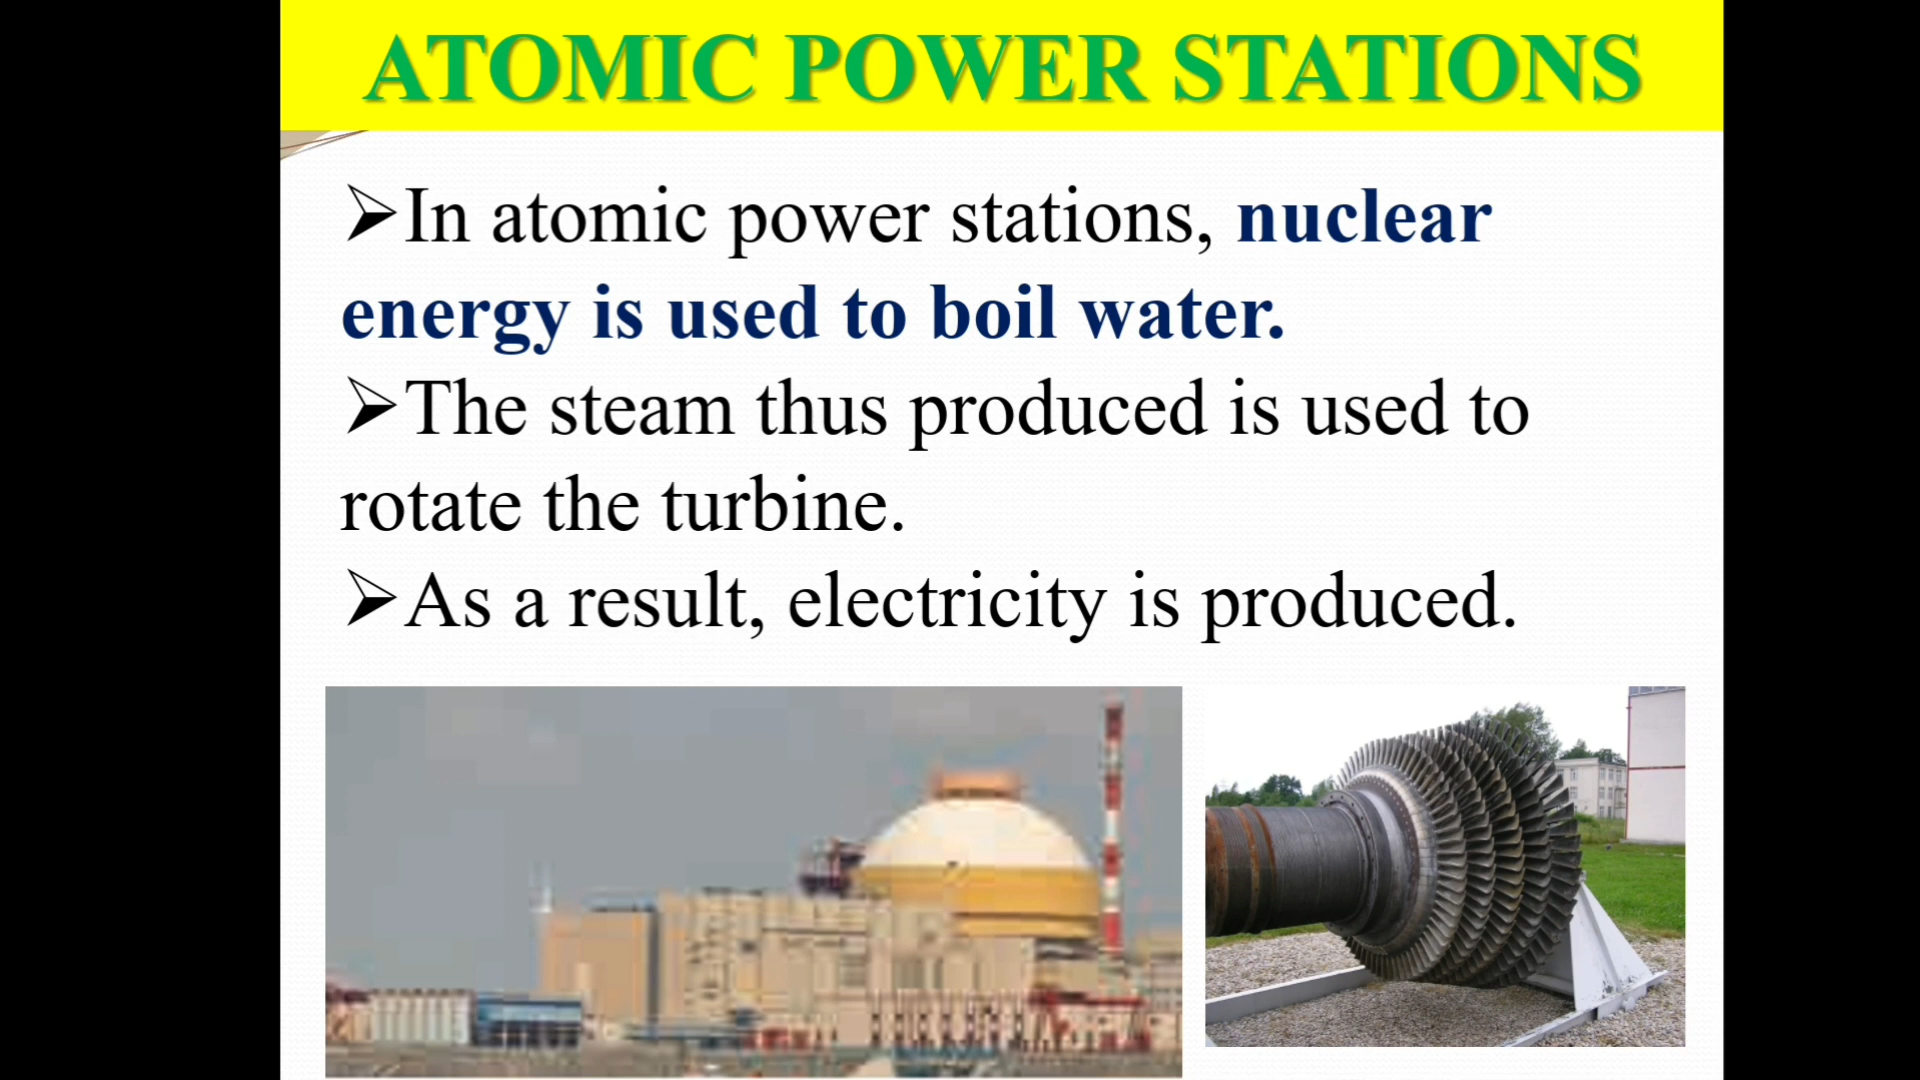 ATOMIC POWER STATIONS
➢In atomic power stations, nuclear
energy is used to boil water.
➢The steam thus produced is used to
rotate the turbine.
➢As a result, electricity is produced.